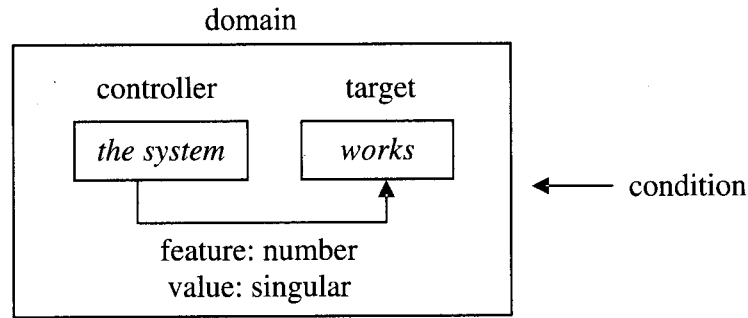 domain
controller target
the system works
condition
feature: number
value: singular